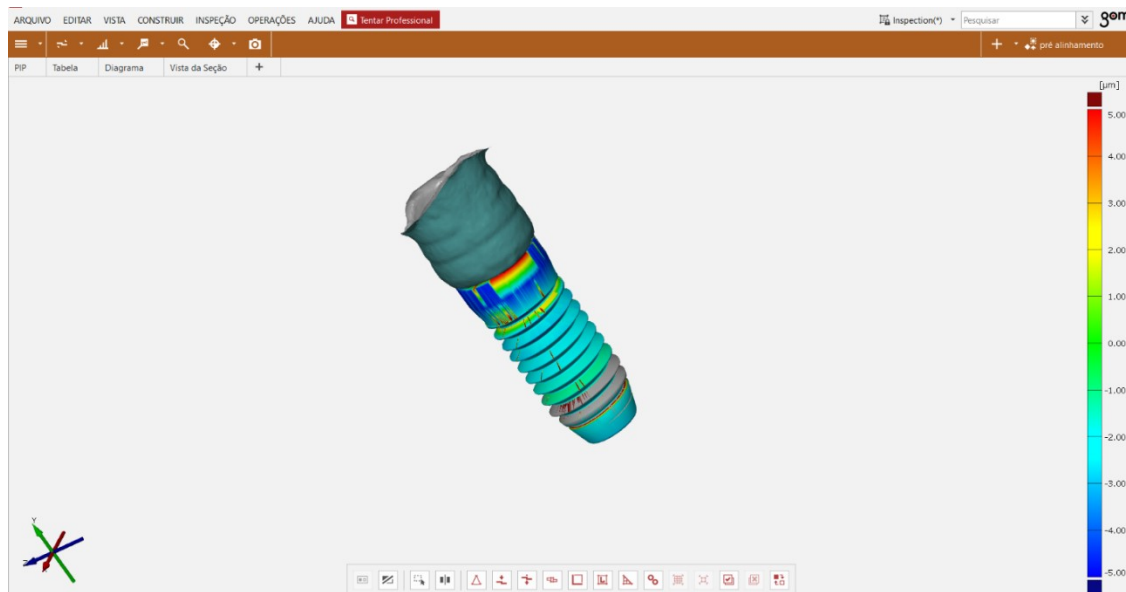 ARQUIVO EDITAR VISTA CONSTRUIR INSPEÇÃO OPERAÇÕES AJUDA Tentar Professional Inspection(*) Pesquisar gom
pré alinhamento
PIP Tabela Diagrama Vista da Seção +
[µm]
5.00
4.00
3.00
2.00
1.00
0.00
-1.00
-2.00
-3.00
-4.00
-5.00
Y
Z